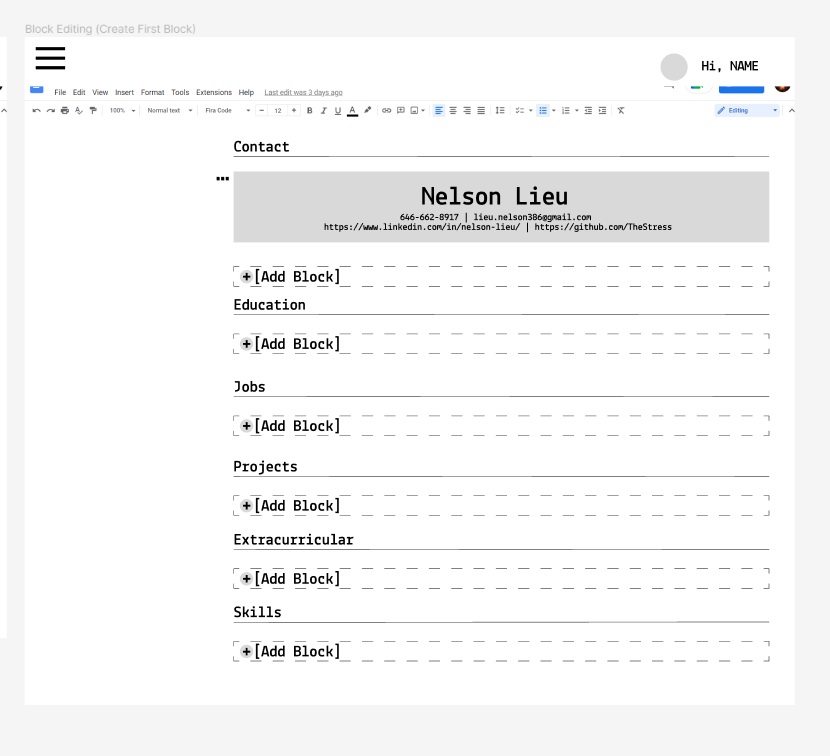 Block Editing (Create First Block)
Hi, NAME
File Edit View Insert Format Tools Extensions Help Last edit was 3 days ago
100% Normal text Fira Code − 12 + B I U A Editing
Contact
Nelson Lieu
646-662-8917 | lieu.nelson386@gmail.com
https://www.linkedin.com/in/nelson-lieu/ | https://github.com/TheStress
+[Add Block]
Education
+[Add Block]
Jobs
+[Add Block]
Projects
+[Add Block]
Extracurricular
+[Add Block]
Skills
+[Add Block]